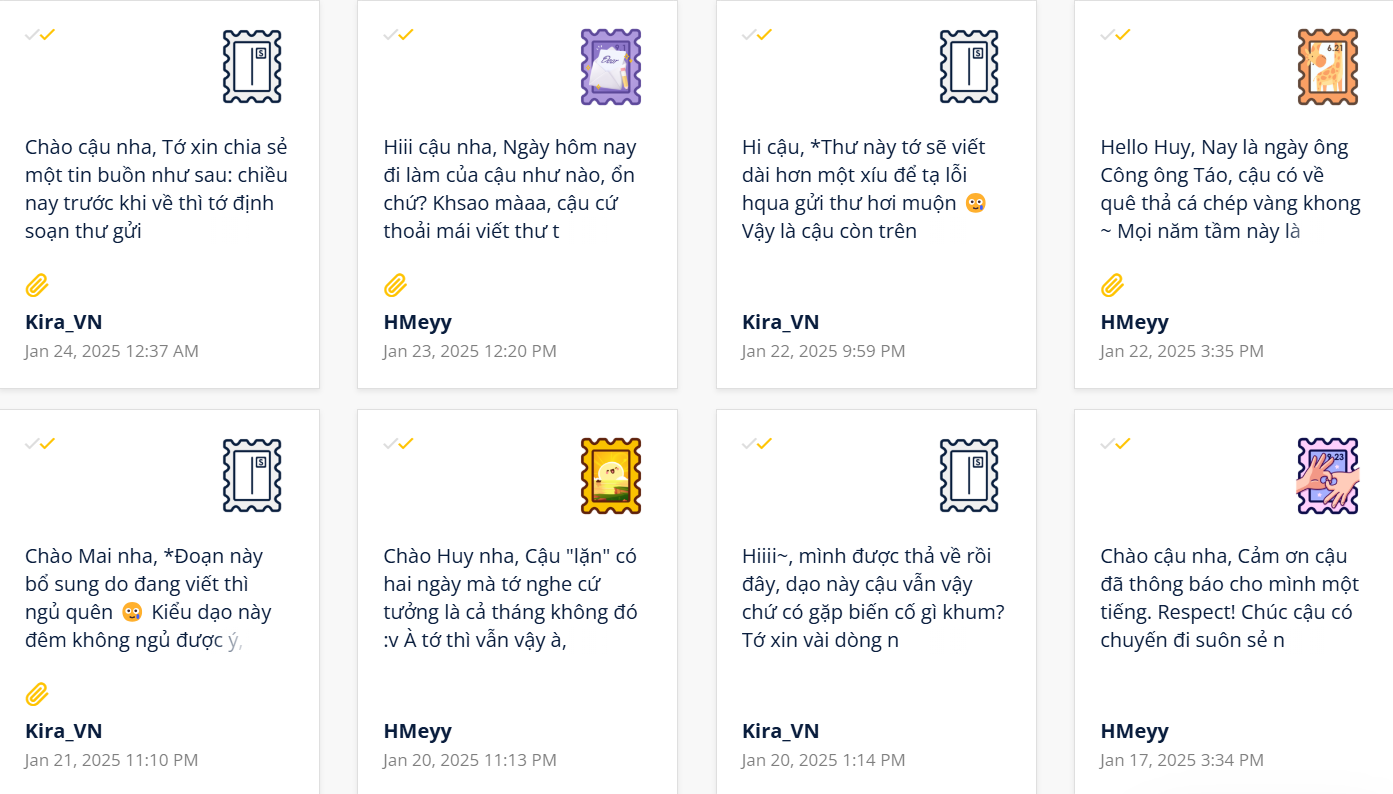 S
Chào cậu nha, Tớ xin chia sẻ
một tin buồn như sau: chiều
nay trước khi về thì tớ định
soạn thư gửi
Kira_VN
Jan 24, 2025 12:37 AM
Dear
Hiii cậu nha, Ngày hôm nay
đi làm của cậu như nào, ổn
chứ? Khsao màaa, cậu cứ
thoải mái viết thư t
HMeyy
Jan 23, 2025 12:20 PM
S
Hi cậu, *Thư này tớ sẽ viết
dài hơn một xíu để tạ lỗi
hqua gửi thư hơi muộn
Vậy là cậu còn trên
Kira_VN
Jan 22, 2025 9:59 PM
6.21
Hello Huy, Nay là ngày ông
Công ông Táo, cậu có về
quê thả cá chép vàng khong
~ Mọi năm tầm này là
HMeyy
Jan 22, 2025 3:35 PM
S
Chào Mai nha, *Đoạn này
bổ sung do đang viết thì
ngủ quên 
Kiểu dạo này
đêm không ngủ được ý,
Kira_VN
Jan 21, 2025 11:10 PM
Chào Huy nha, Cậu "lặn" có
hai ngày mà tớ nghe cứ
tưởng là cả tháng không đó
:v À tớ thì vẫn vậy à,
HMeyy
Jan 20, 2025 11:13 PM
S
Hiiii~, mình được thả về rồi
đây, dạo này cậu vẫn vậy
chứ có gặp biến cố gì khum?
Tớ xin vài dòng n
Kira_VN
Jan 20, 2025 1:14 PM
9.23
Chào cậu nha, Cảm ơn cậu
đã thông báo cho mình một
tiếng. Respect! Chúc cậu có
chuyến đi suôn sẻ n
HMeyy
Jan 17, 2025 3:34 PM